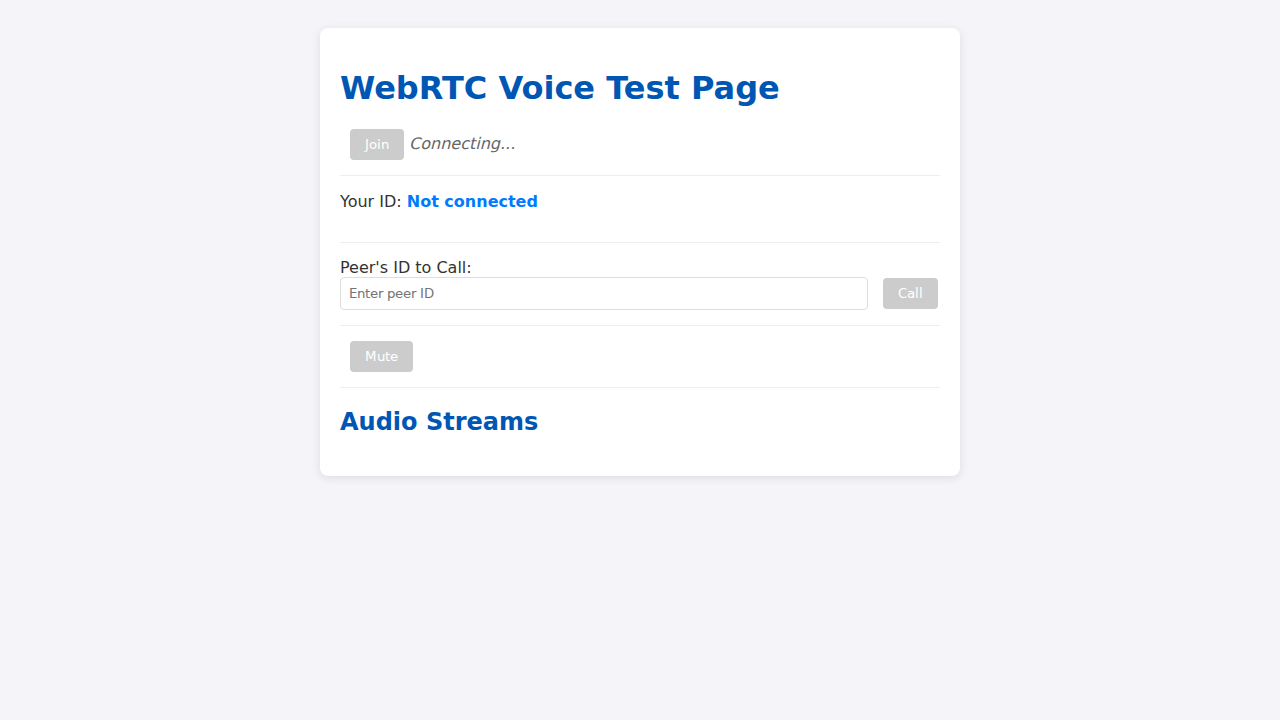 WebRTC Voice Test Page
Join Connecting...
Your ID: Not connected
Peer's ID to Call:
Enter peer ID Call
Mute
Audio Streams